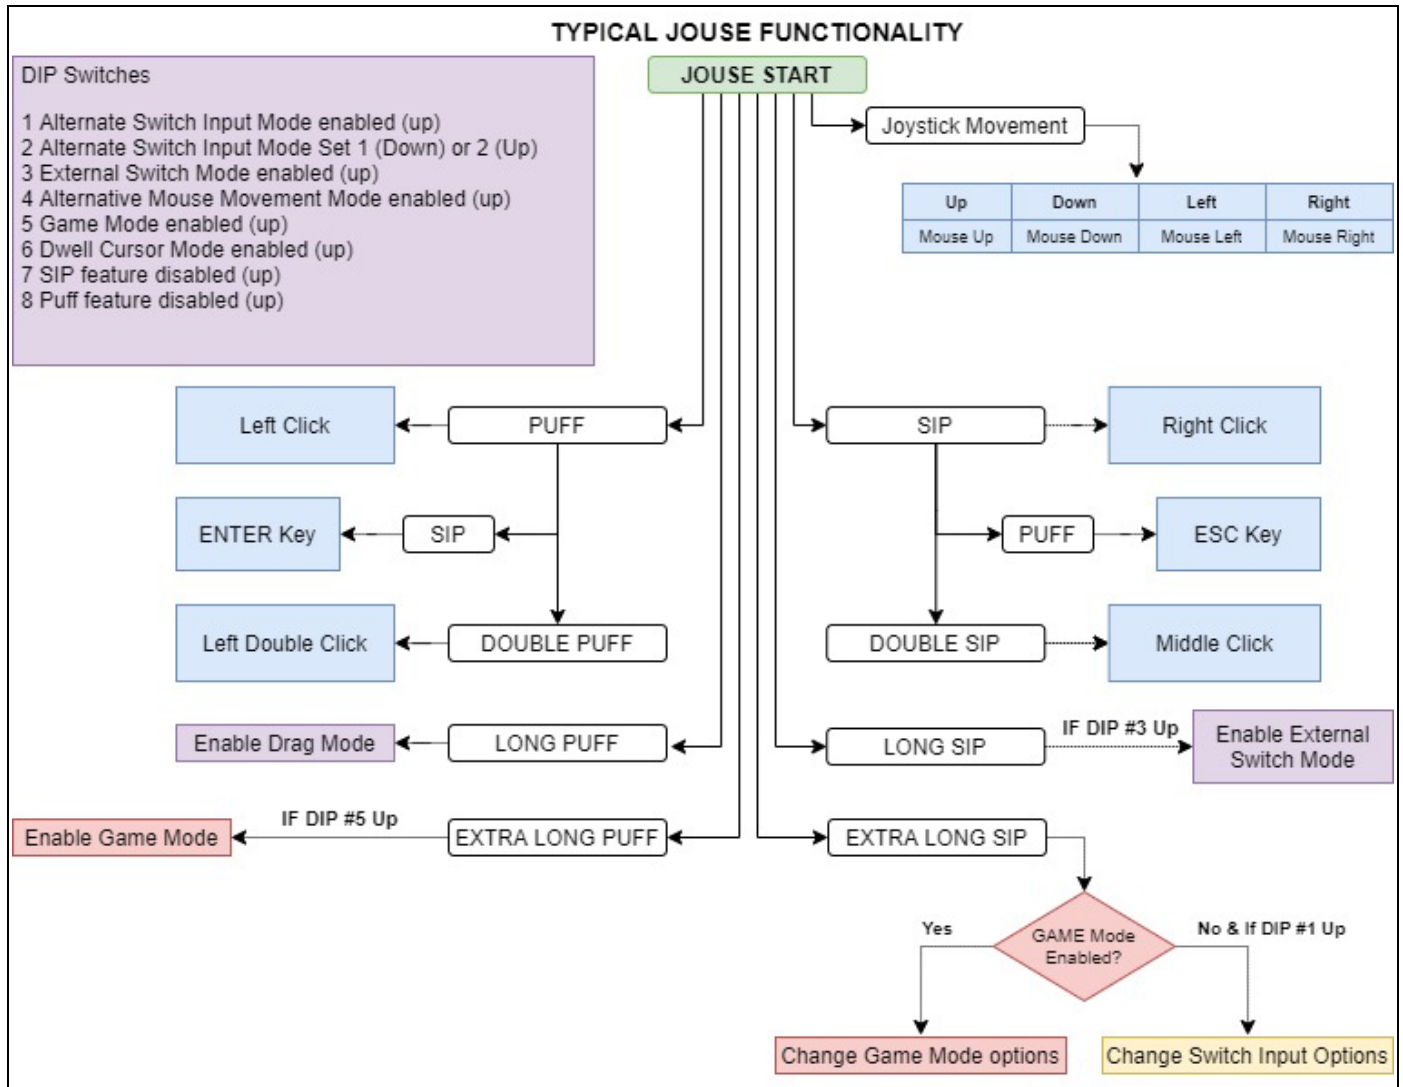 TYPICAL JOUSE FUNCTIONALITY
DIP Switches
1 Alternate Switch Input Mode enabled (up)
2 Alternate Switch Input Mode Set 1 (Down) or 2 (Up)
3 External Switch Mode enabled (up)
4 Alternative Mouse Movement Mode enabled (up)
5 Game Mode enabled (up)
6 Dwell Cursor Mode enabled (up)
7 SIP feature disabled (up)
8 Puff feature disabled (up)
JOUSE START
Joystick Movement
Up Down Left Right
Mouse Up Mouse Down Mouse Left Mouse Right
Left Click PUFF SIP Right Click
ENTER Key SIP PUFF ESC Key
Left Double Click DOUBLE PUFF DOUBLE SIP Middle Click
Enable Drag Mode LONG PUFF LONG SIP IF DIP #3 Up Enable External
Switch Mode
Enable Game Mode IF DIP #5 Up EXTRA LONG PUFF EXTRA LONG SIP
Yes GAME Mode No & If DIP #1 Up
Enabled?
Change Game Mode options Change Switch Input Options